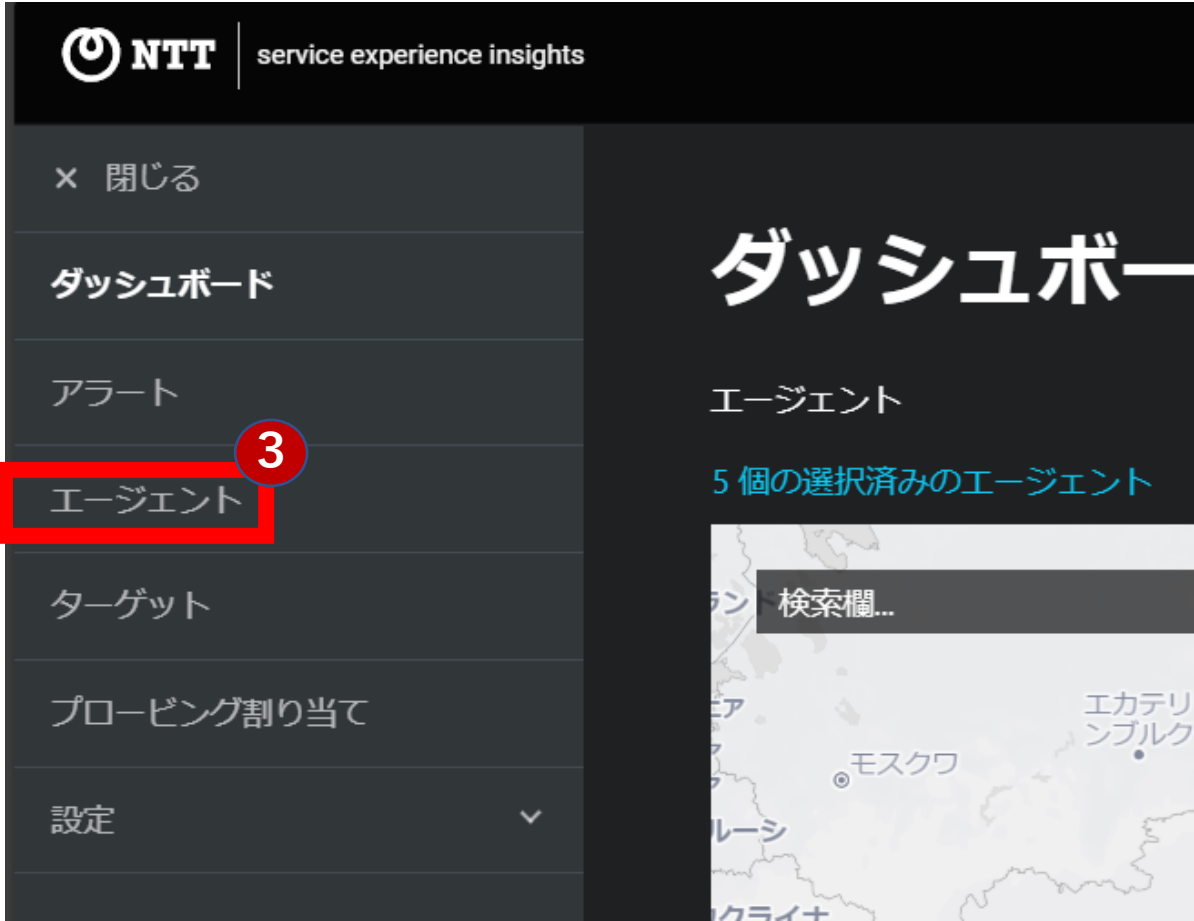 NTT service experience insights
× 閉じる
ダッシュボード
アラート
3
エージェント
ターゲット
プロービング割り当て
設定
ダッシュボー
エージェント
5 個の選択済みのエージェント
検索欄...
エカテリ
ンブルク
モスクワ
ルーシ
クライナ